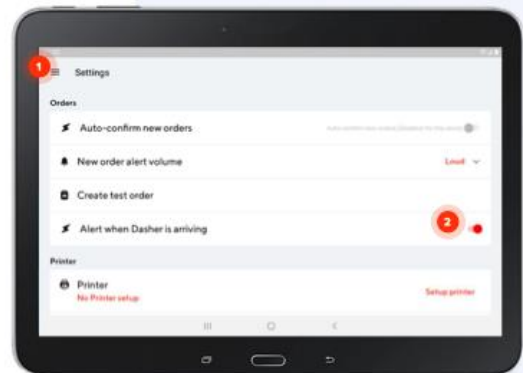 1
Settings
Orders
Auto-confirm new orders
New order alert volume
Loud
Create test order
Alert when Dasher is arriving
2
Printer
Printer
No Printer setup
Setup printer